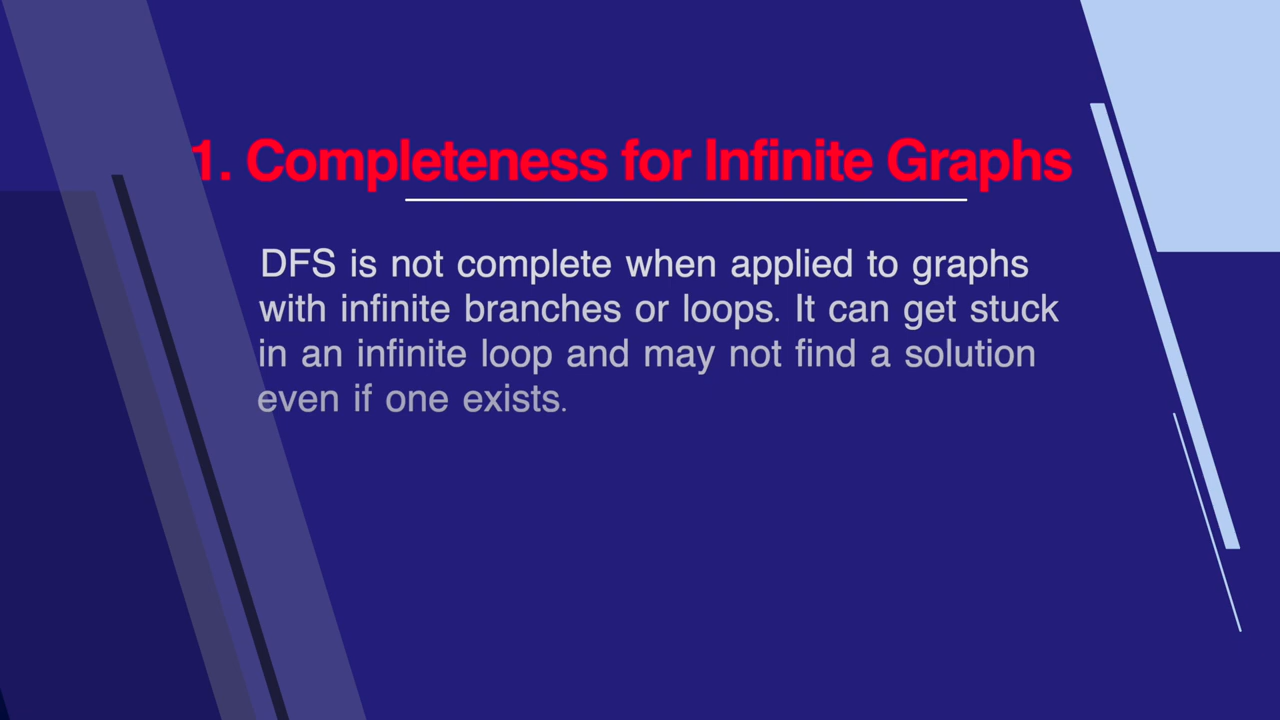 1. Completeness for Infinite Graphs
DFS is not complete when applied to graphs
with infinite branches or loops. It can get stuck
in an infinite loop and may not find a solution
even if one exists.